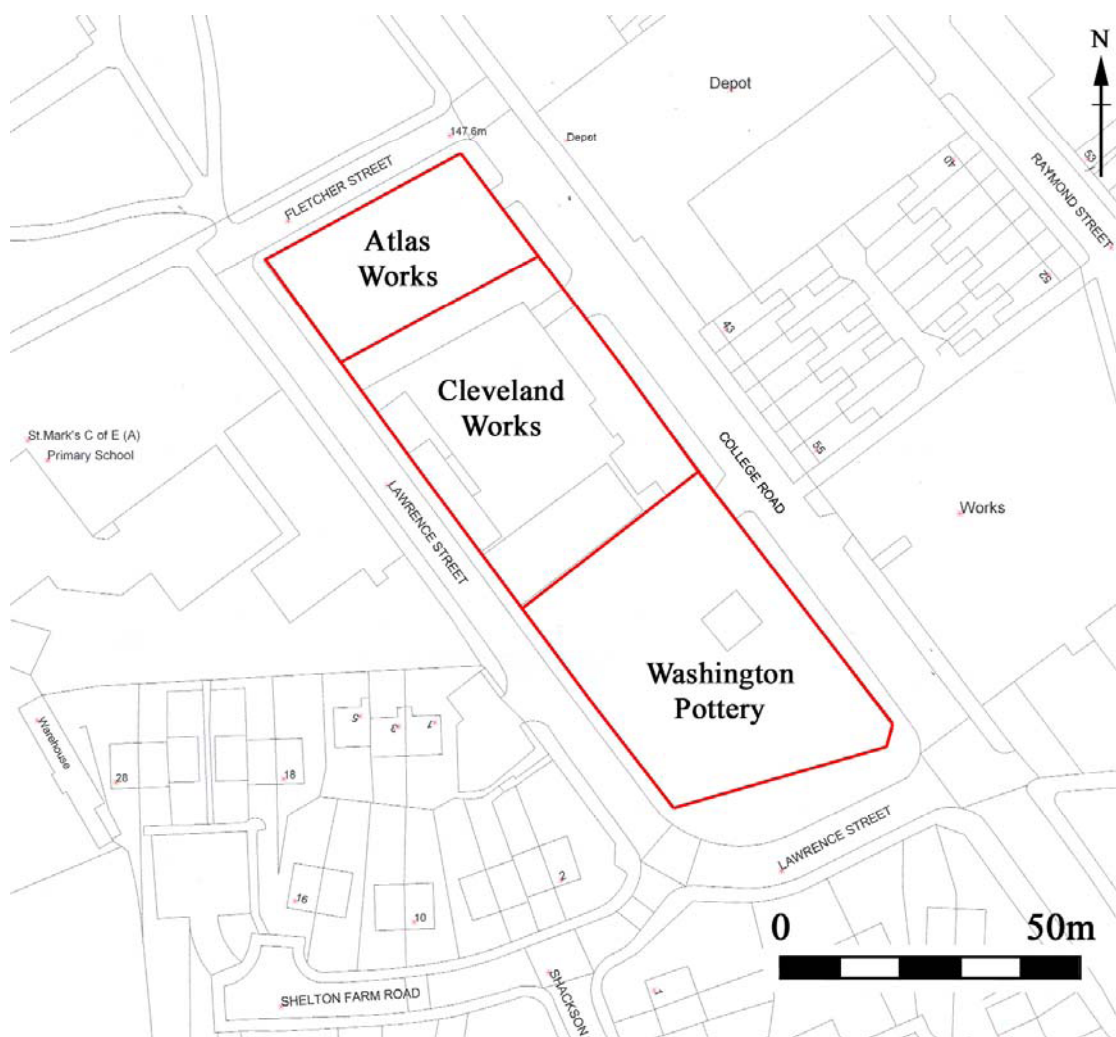 N
Depot
147.6m
Depot
FLETCHER STREET
53
40
RAYMOND STREET
Atlas
Works
52
43
Cleveland
Works
St.Mark's C of E (A)
Primary School
55
COLLEGE ROAD
LAWRENCE STREET
Works
Washington
Pottery
Warehouse
5
3
1
28
18
LAWRENCE STREET
2
16
10
0 50m
SHELTON FARM ROAD
SHACKSON
1